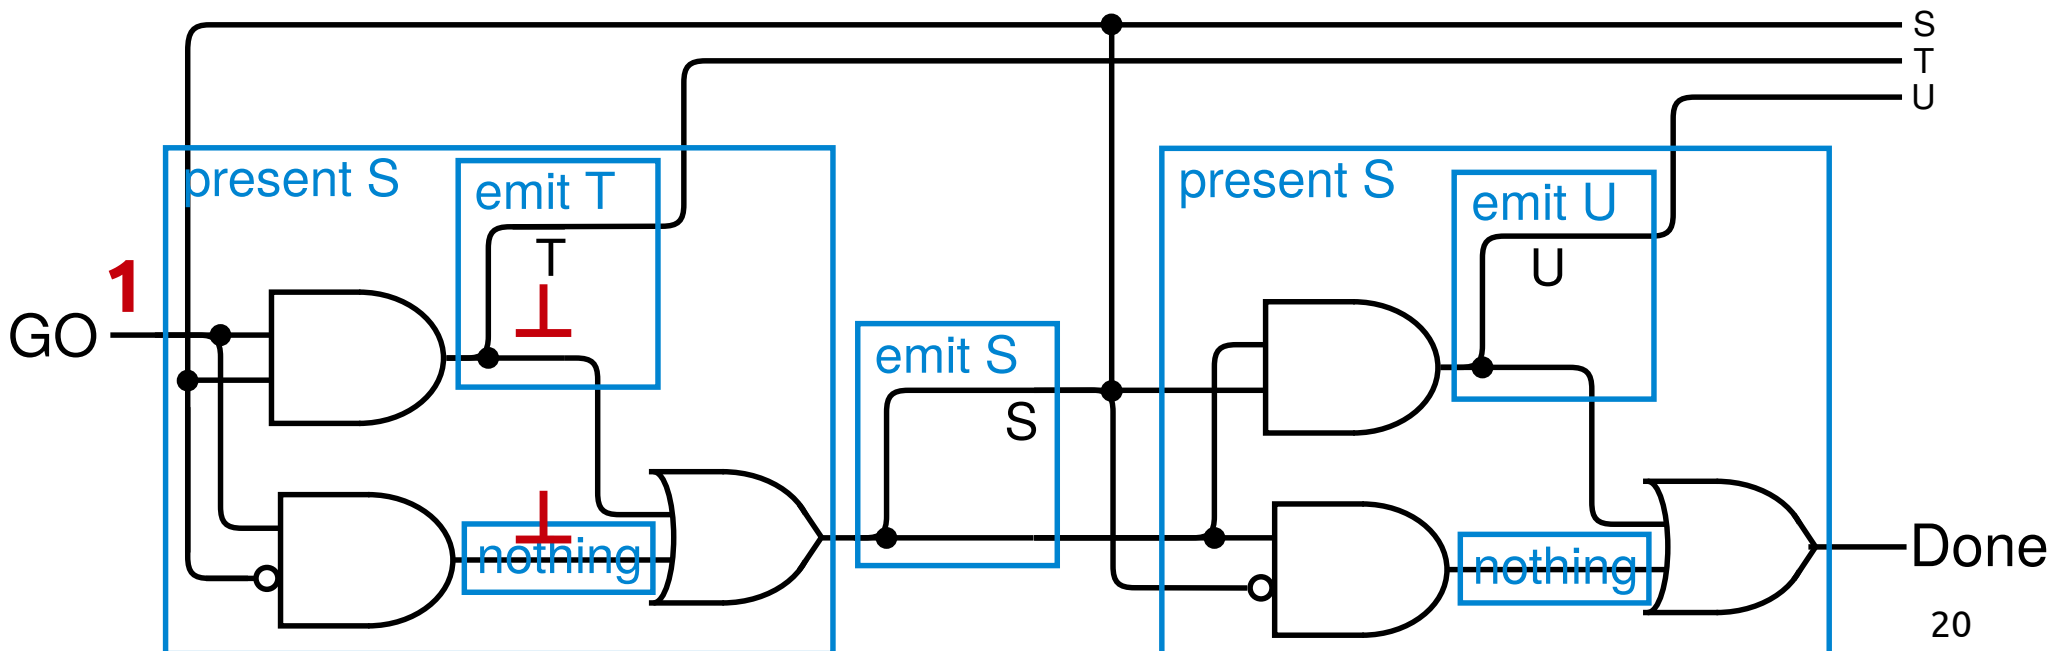 S
T
U
present S
emit T
T
⊥
1
GO
⊥
nothing
emit S
S
present S
emit U
U
nothing
Done
20